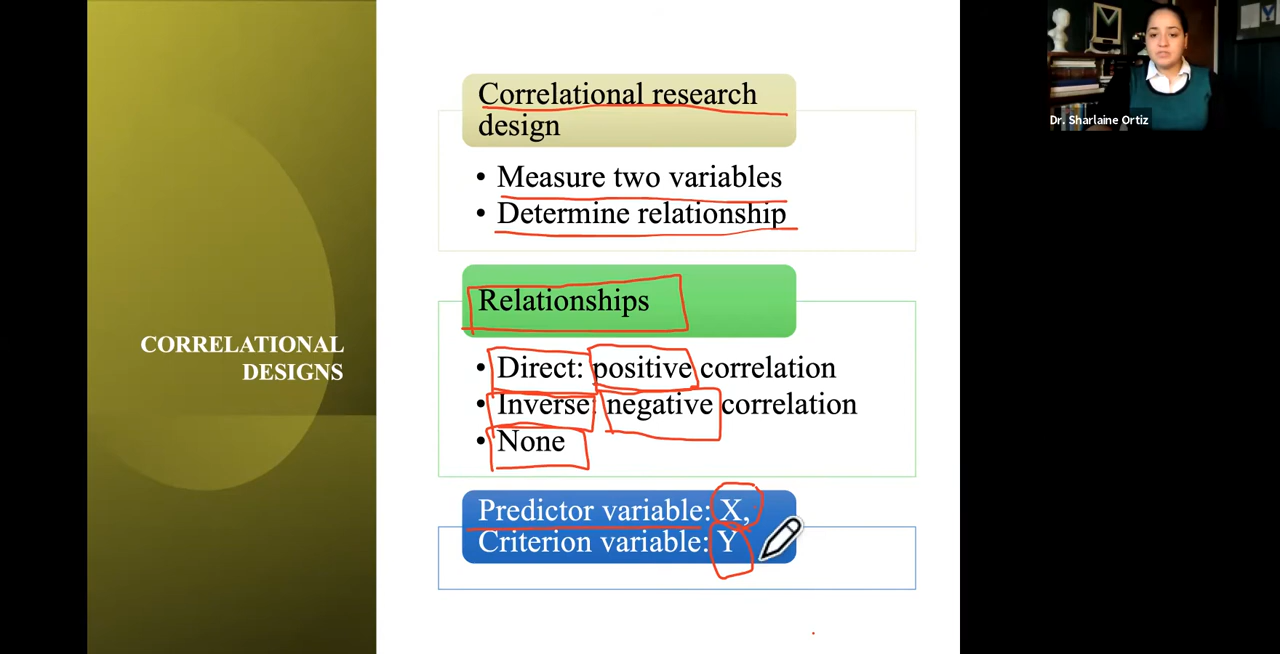 CORRELATIONAL
DESIGNS
Correlational research
design
• Measure two variables
• Determine relationship
Relationships
• Direct: positive correlation
• Inverse: negative correlation
• None
Predictor variable: X,
Criterion variable: Y
Dr. Sharlaine Ortiz